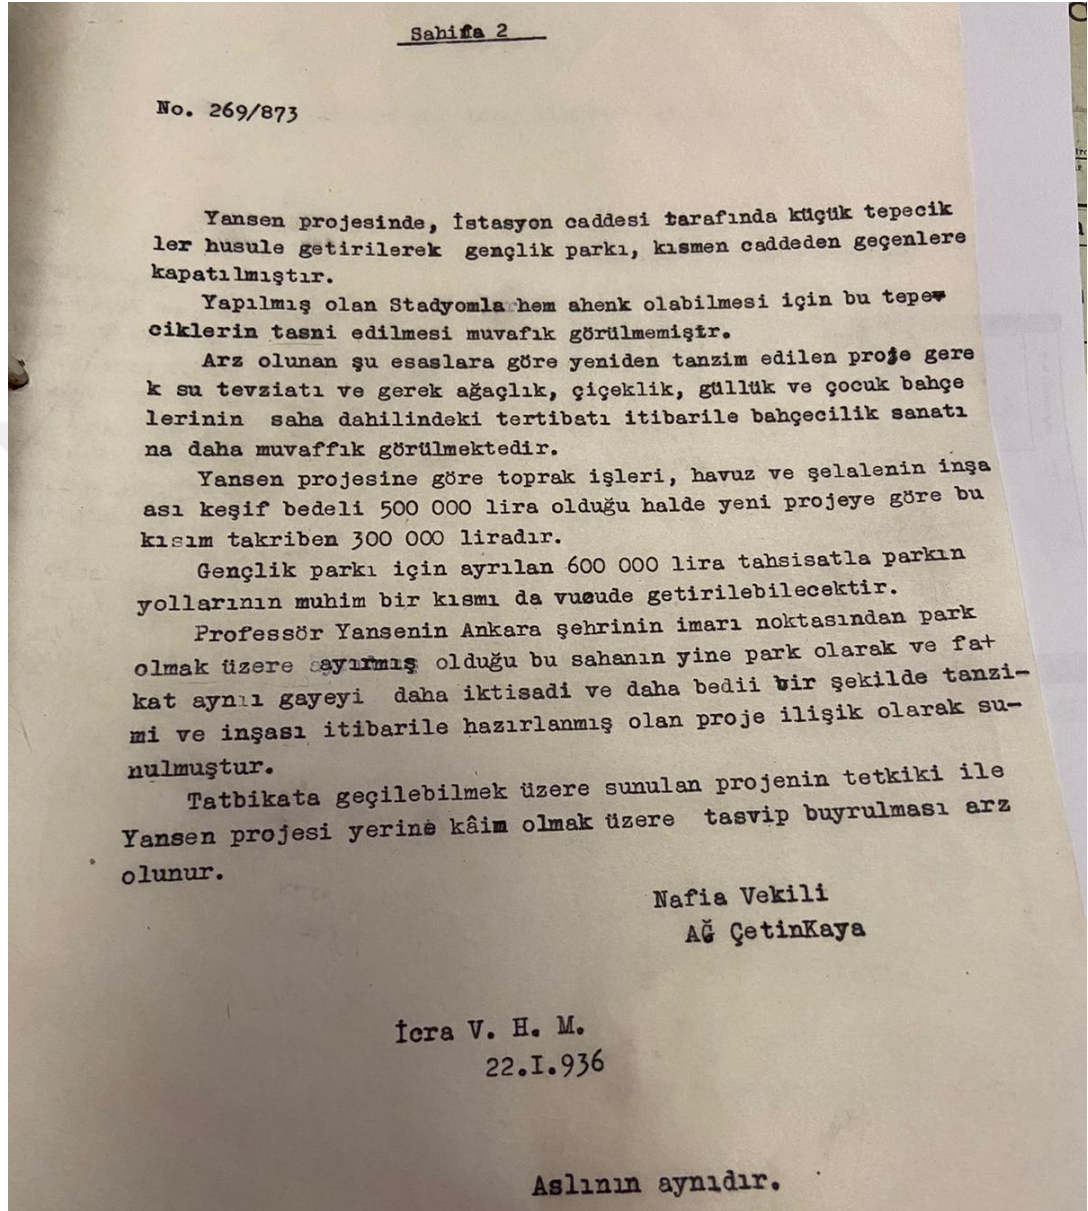 Sahifa 2
No. 269/873
Yansen projesinde, İstasyon caddesi tarafında küçük tepecik
ler husule getirilerek gençlik parkı, kısmen caddeden geçenlere
kapatılmıştır.
Yapılmış olan Stadyomla hem ahenk olabilmesi için bu tepe
ciklerin tasni edilmesi muvafık görülmemiştr.
Arz olunan şu esaslara göre yeniden tanzim edilen proje gere
k su tevziatı ve gerek ağaçlık, çiçeklik, güllük ve çocuk bahçe
lerinin saha dahilindeki tertibatı itibarile bahçecilik sanatı
na daha muvaffık görülmektedir.
Yansen projesine göre toprak işleri, havuz ve şelalenin inşa
ası keşif bedeli 500 000 lira olduğu halde yeni projeye göre bu
kısım takriben 300 000 liradır.
Gençlik parkı için ayrılan 600 000 lira tahsisatla parkın
yollarının muhim bir kısmı da vucude getirilebilecektir.
Professör Yansenin Ankara şehrinin imarı noktasından park
olmak üzere ayırmış olduğu bu sahanın yine park olarak ve fa+
kat aynıı gayeyi daha iktisadi ve daha bedii bir şekilde tanzi-
mi ve inşası itibarile hazırlanmış olan proje ilişik olarak su-
nulmuştur.
Tatbikata geçilebilmek üzere sunulan projenin tetkiki ile
Yansen projesi yerine kâim olmak üzere tasvip buyrulması arz
olunur.
Nafia Vekili
AĞ ÇetinKaya
İcra V. H. M.
22.I.936
Aslının aynıdır.